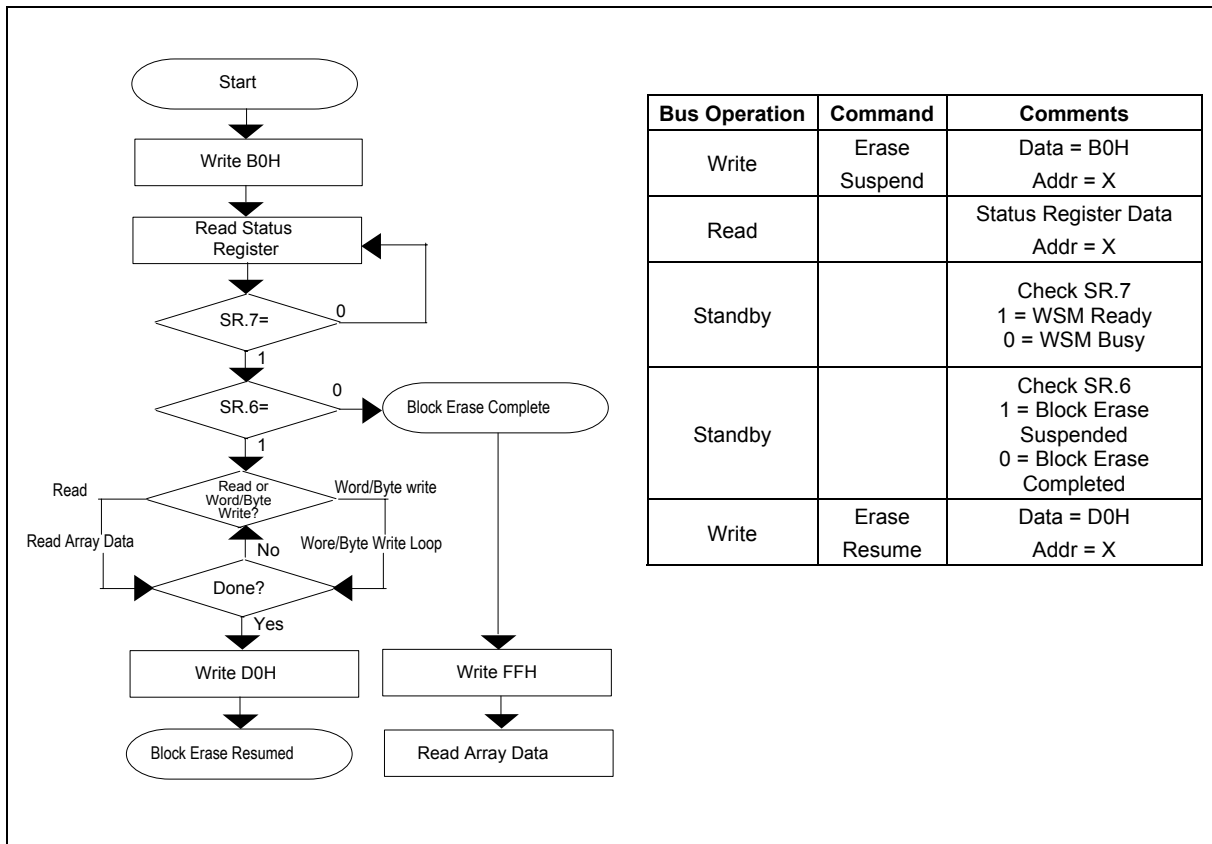 Start
Write B0H
Read Status
Register
SR.7=
0
1
SR.6=
0
Block Erase Complete
1
Read or
Word/Byte
Write?
Read
Word/Byte write
Read Array Data
No
Wore/Byte Write Loop
Done?
Yes
Write D0H
Write FFH
Block Erase Resumed
Read Array Data
Bus Operation Command Comments
Write
Erase
Suspend
Data = B0H
Addr = X
Read
Status Register Data
Addr = X
Standby
Check SR.7
1 = WSM Ready
0 = WSM Busy
Standby
Check SR.6
1 = Block Erase
Suspended
0 = Block Erase
Completed
Write
Erase
Resume
Data = D0H
Addr = X